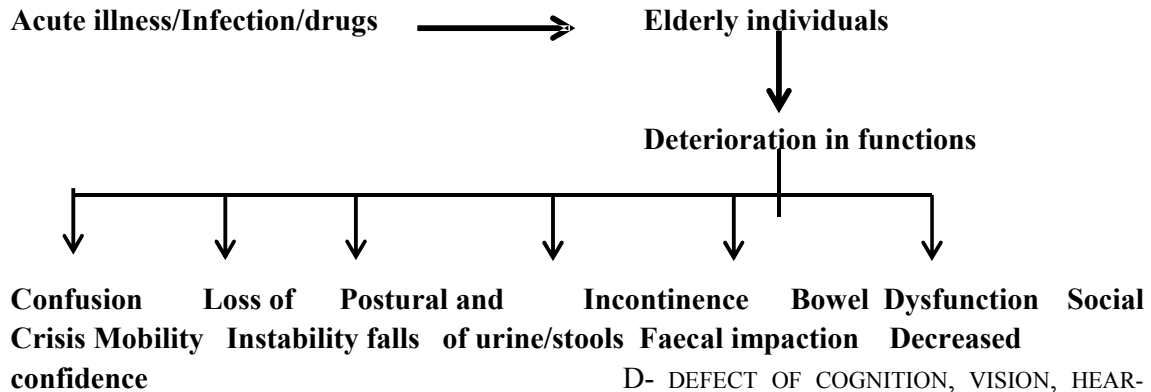 Acute illness/Infection/drugs Elderly individuals
Deterioration in functions
Confusion Loss of Postural and Incontinence Bowel Dysfunction Social
Crisis Mobility Instability falls of urine/stools Faecal impaction Decreased
confidence
D- DEFECT OF COGNITION, VISION, HEAR-